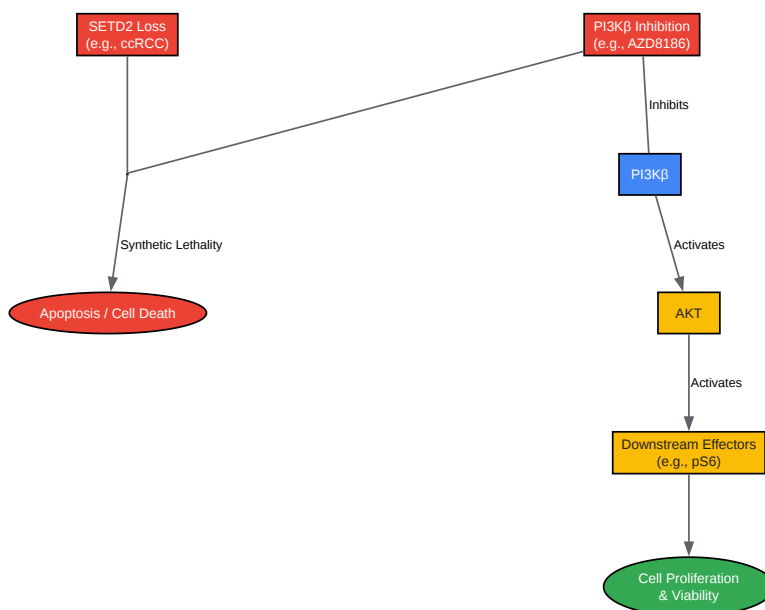 SETD2 Loss
(e.g., ccRCC)
PI3Kβ Inhibition
(e.g., AZD8186)
Inhibits
PI3Kβ
Synthetic Lethality
Activates
Apoptosis / Cell Death
AKT
Activates
Downstream Effectors
(e.g., pS6)
Cell Proliferation
& Viability